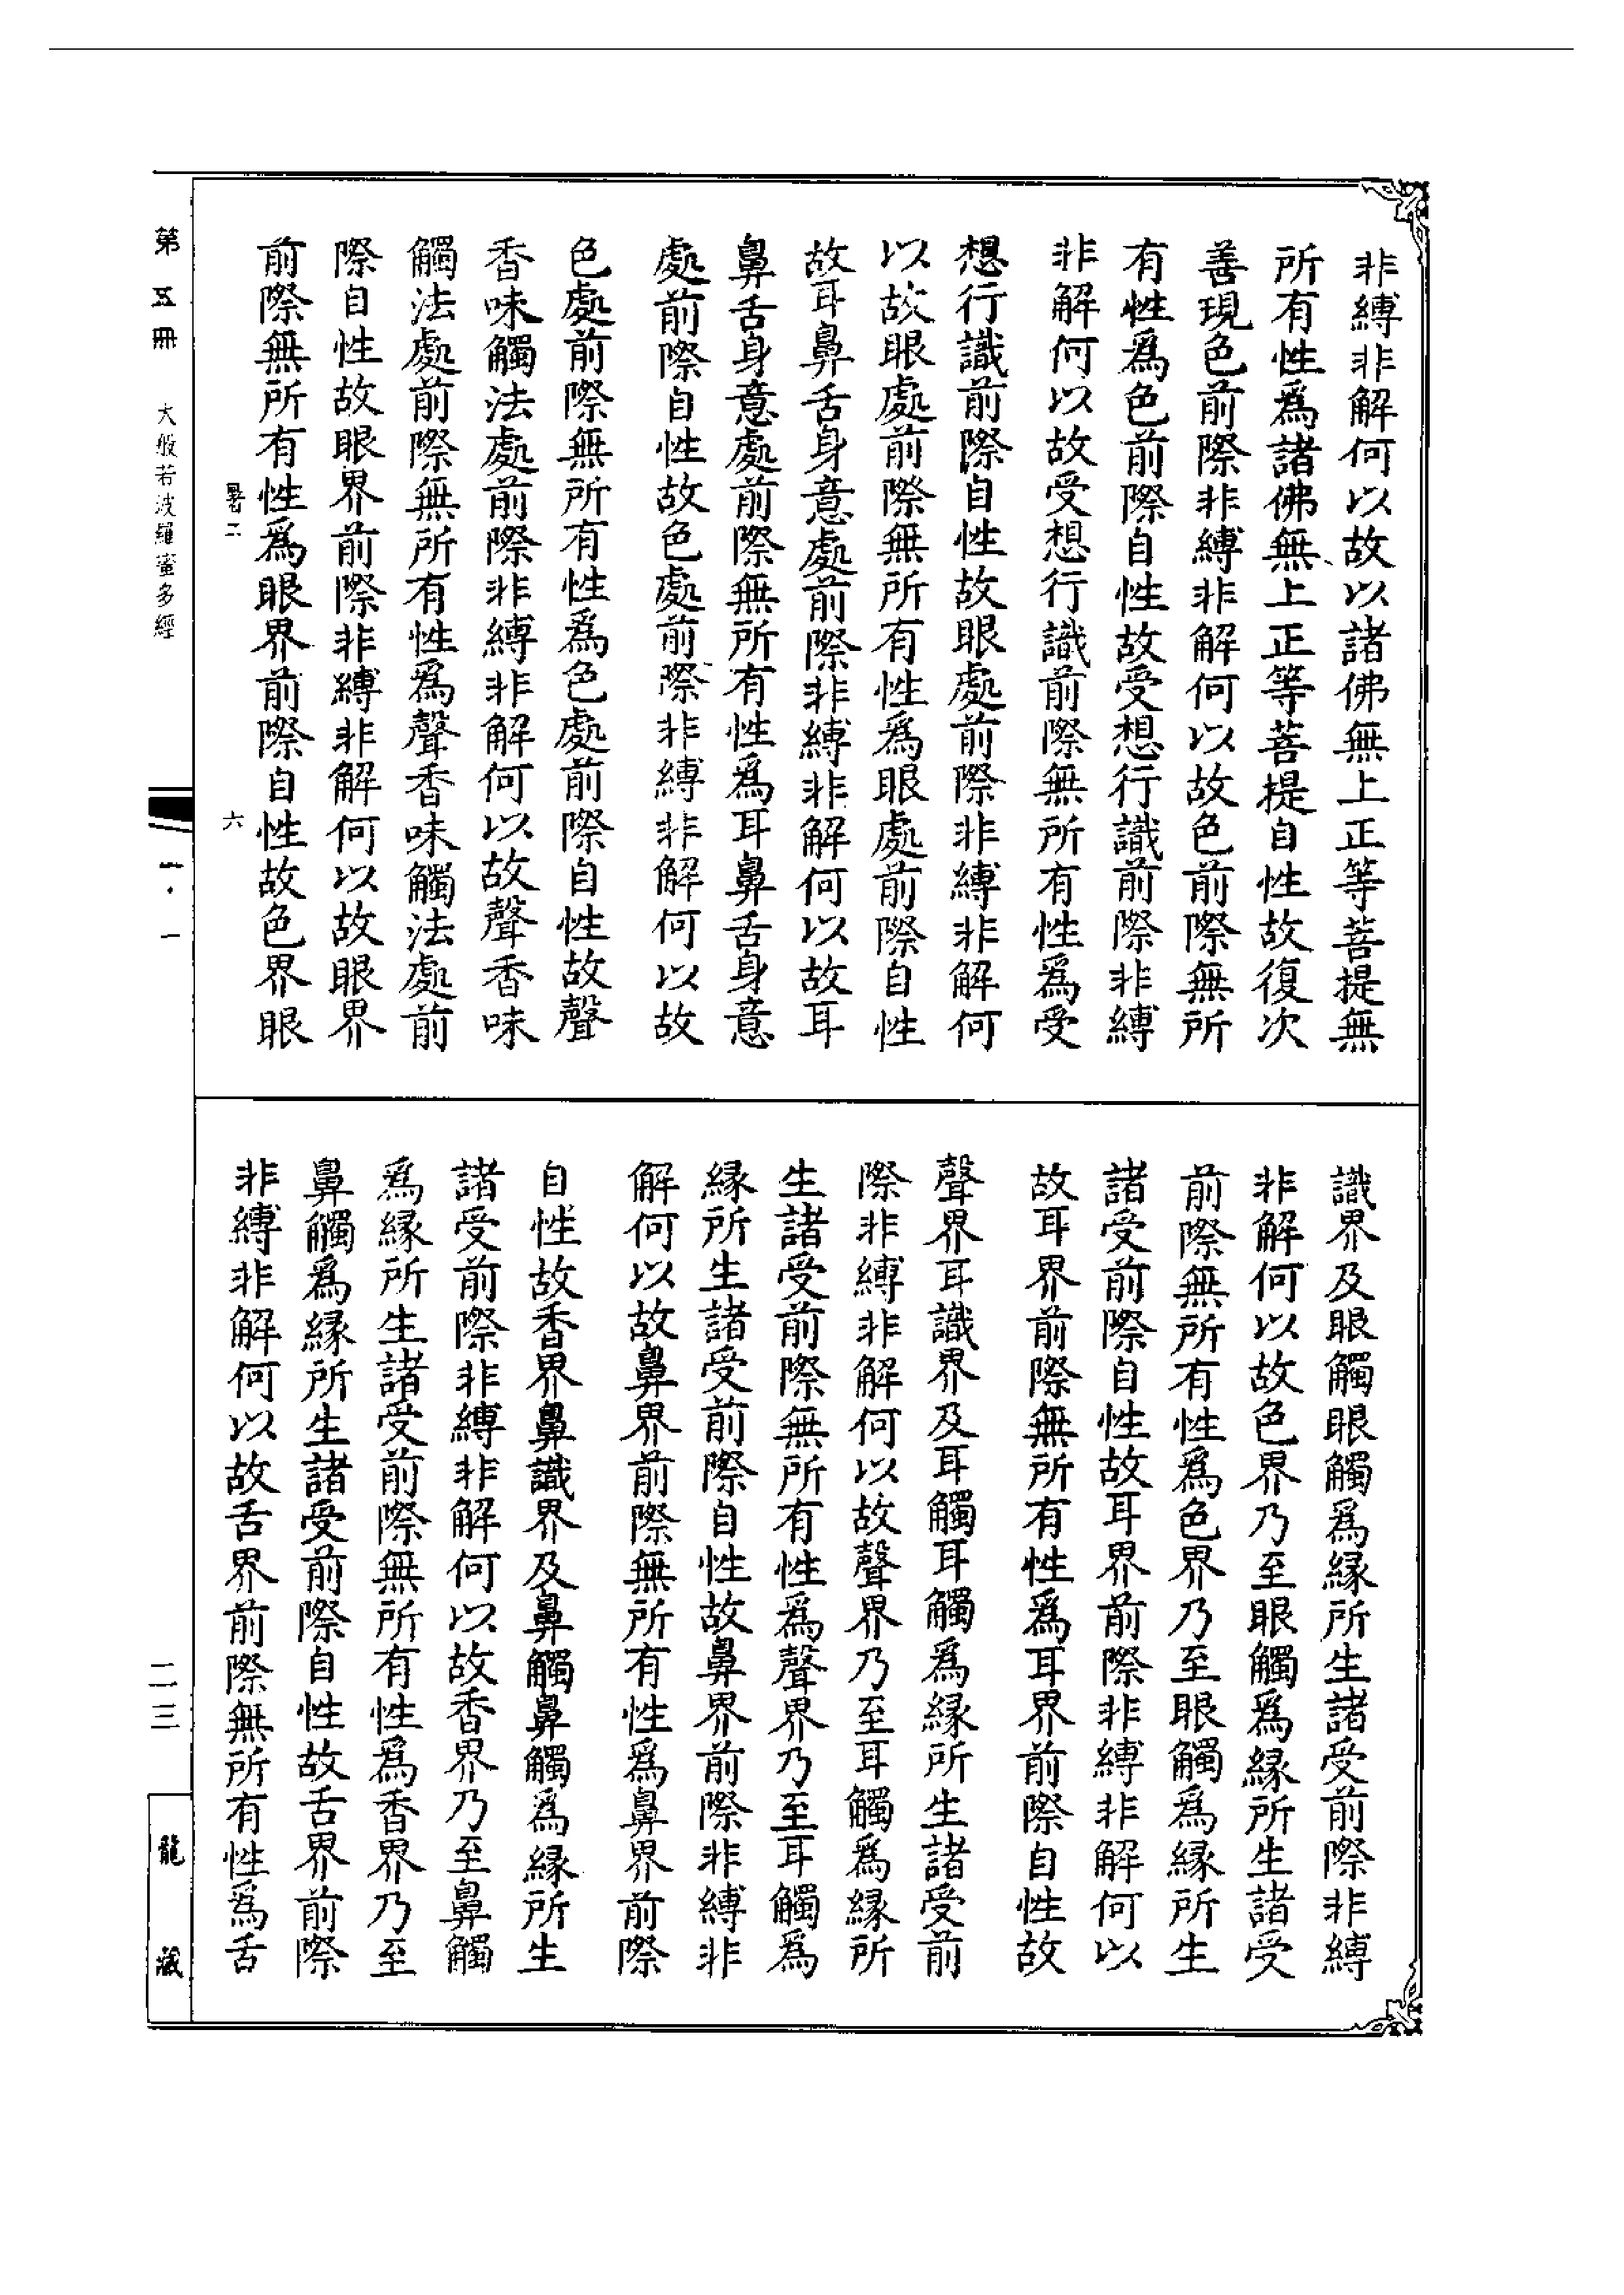 非縛非解何以故以諸佛無上正等菩提無
所有性爲諸佛無上正等菩提自性故復次
善現色前際非縛非解何以故色前際無所
有性爲色前際自性故受想行識前際非縛
非解何以故受想行識前際無所有性爲受
想行識前際自性故眼處前際非縛非解何
以故眼處前際無所有性爲眼處前際自性
故耳鼻舌身意處前際非縛非解何以故耳
鼻舌身意處前際無所有性爲耳鼻舌身意
處前際自性故色處前際非縛非解何以故
色處前際無所有性爲色處前際自性故聲
香味觸法處前際非縛非解何以故聲香味
觸法處前際無所有性爲聲香味觸法處前
際自性故眼界前際非縛非解何以故眼界
前際無所有性爲眼界前際自性故色界眼
暑二 六
識界及眼觸眼觸爲緣所生諸受前際非縛
非解何以故色界乃至眼觸爲緣所生諸受
前際無所有性爲色界乃至眼觸爲緣所生
諸受前際自性故耳界前際非縛非解何以
故耳界前際無所有性爲耳界前際自性故
聲界耳識界及耳觸耳觸爲緣所生諸受前
際非縛非解何以故聲界乃至耳觸爲緣所
生諸受前際無所有性爲聲界乃至耳觸爲
緣所生諸受前際自性故鼻界前際非縛非
解何以故鼻界前際無所有性爲鼻界前際
自性故香界鼻識界及鼻觸鼻觸爲緣所生
諸受前際非縛非解何以故香界乃至鼻觸
爲緣所生諸受前際無所有性爲香界乃至
鼻觸爲緣所生諸受前際自性故舌界前際
非縛非解何以故舌界前際無所有性爲舌
第五冊 大般若波羅蜜多經 一·一 二三 龍藏